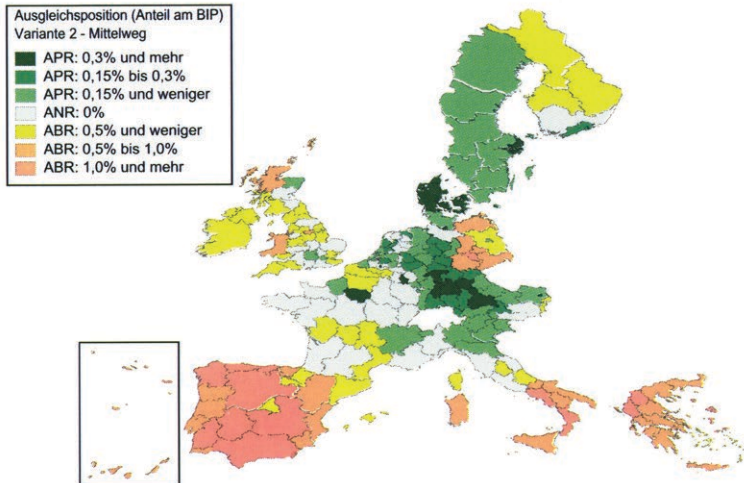 Ausgleichsposition (Anteil am BIP)
Variante 2 - Mittelweg
APR: 0,3% und mehr
APR: 0,15% bis 0,3%
APR: 0,15% und weniger
ANR: 0%
ABR: 0,5% und weniger
ABR: 0,5% bis 1,0%
ABR: 1,0% und mehr